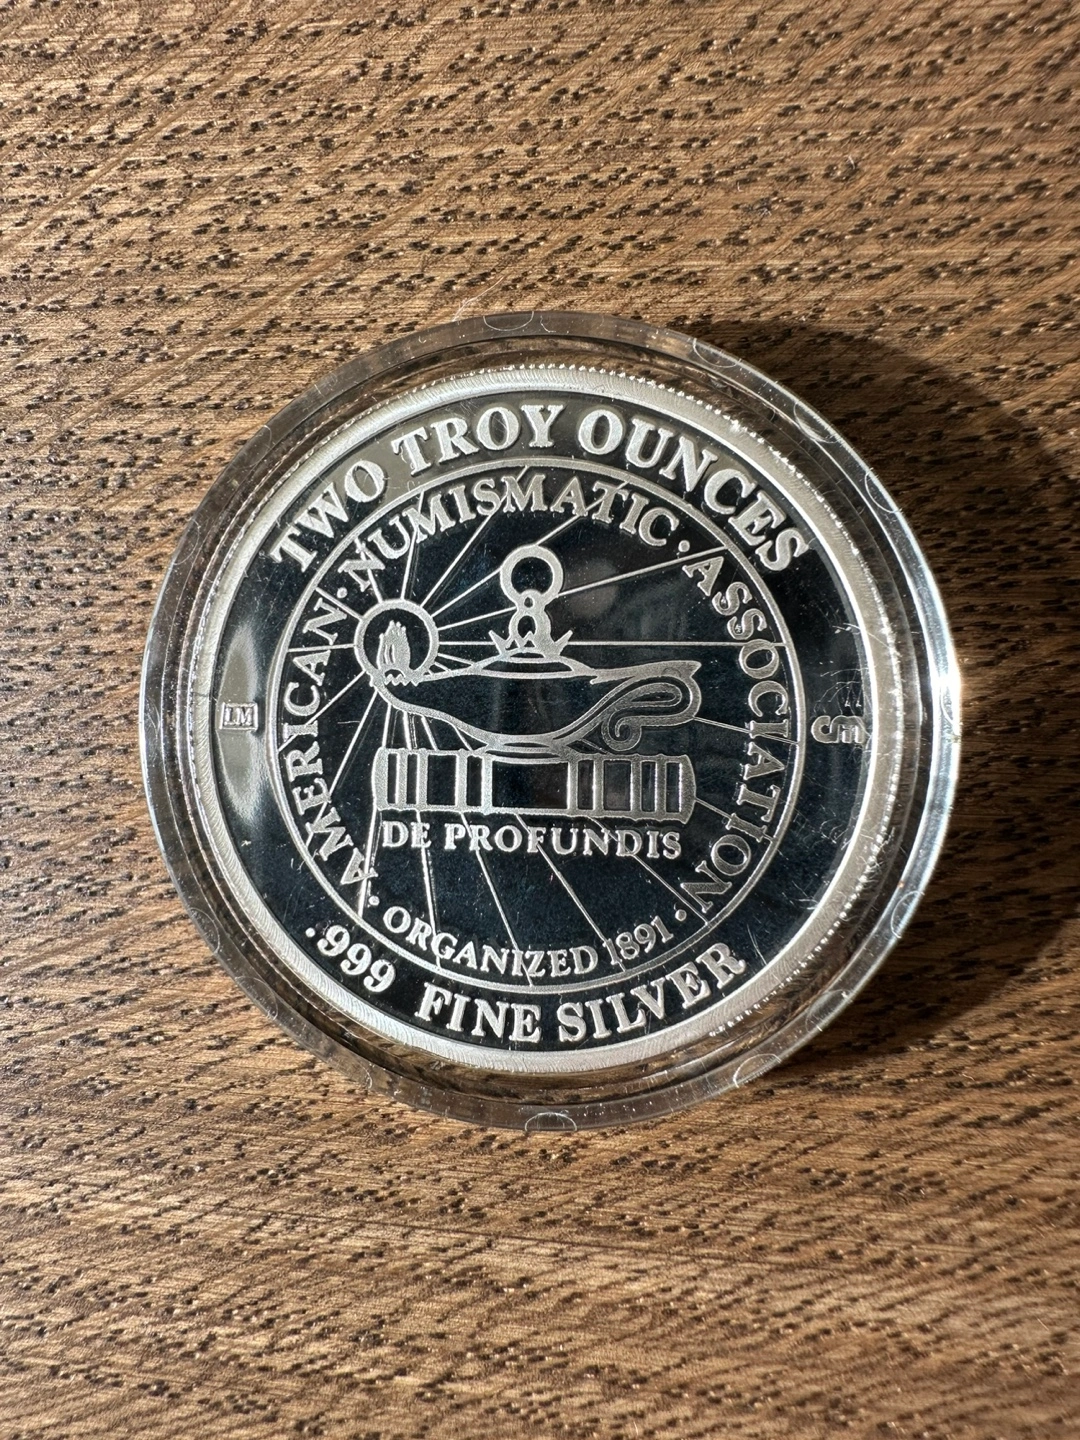 TWO TROY OUNCES
· AMERICAN · NUMISMATIC · ASSOCIATION ·
LM
DE PROFUNDIS
ORGANIZED 1891
.999 FINE SILVER